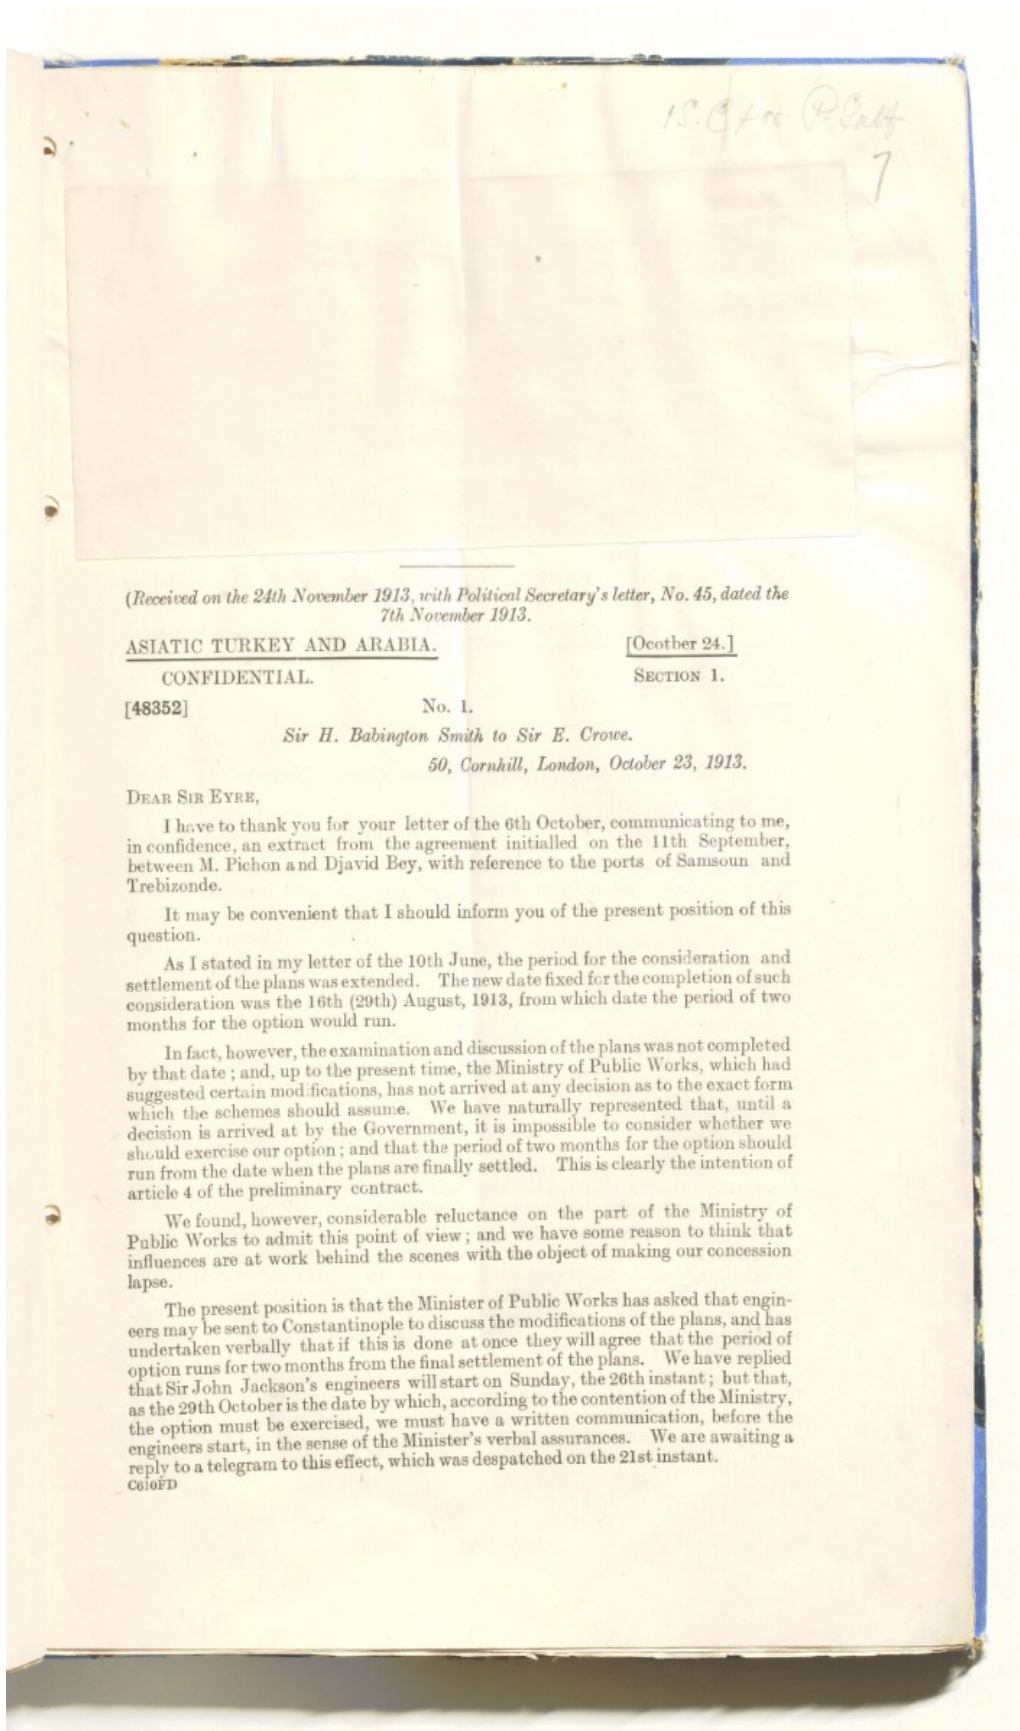 7
(Received on the 24th November 1913, with Political Secretary's letter, No. 45, dated the
7th November 1913.
ASIATIC TURKEY AND ARABIA. [Ocotber 24.]
CONFIDENTIAL. SECTION 1.
[48352] No. 1.
Sir H. Babington Smith to Sir E. Crowe.
50, Cornhill, London, October 23, 1913.
DEAR SIR EYRE,
I have to thank you for your letter of the 6th October, communicating to me,
in confidence, an extract from the agreement initialled on the 11th September,
between M. Pichon and Djavid Bey, with reference to the ports of Samsoun and
Trebizonde.
It may be convenient that I should inform you of the present position of this
question.
As I stated in my letter of the 10th June, the period for the consideration and
settlement of the plans was extended. The new date fixed for the completion of such
consideration was the 16th (29th) August, 1913, from which date the period of two
months for the option would run.
In fact, however, the examination and discussion of the plans was not completed
by that date; and, up to the present time, the Ministry of Public Works, which had
suggested certain modifications, has not arrived at any decision as to the exact form
which the schemes should assume. We have naturally represented that, until a
decision is arrived at by the Government, it is impossible to consider whether we
should exercise our option; and that the period of two months for the option should
run from the date when the plans are finally settled. This is clearly the intention of
article 4 of the preliminary contract.
We found, however, considerable reluctance on the part of the Ministry of
Public Works to admit this point of view; and we have some reason to think that
influences are at work behind the scenes with the object of making our concession
lapse.
The present position is that the Minister of Public Works has asked that engin-
eers may be sent to Constantinople to discuss the modifications of the plans, and has
undertaken verbally that if this is done at once they will agree that the period of
option runs for two months from the final settlement of the plans. We have replied
that Sir John Jackson's engineers will start on Sunday, the 26th instant; but that,
as the 29th October is the date by which, according to the contention of the Ministry,
the option must be exercised, we must have a written communication, before the
engineers start, in the sense of the Minister's verbal assurances. We are awaiting a
reply to a telegram to this effect, which was despatched on the 21st instant.
C610FD